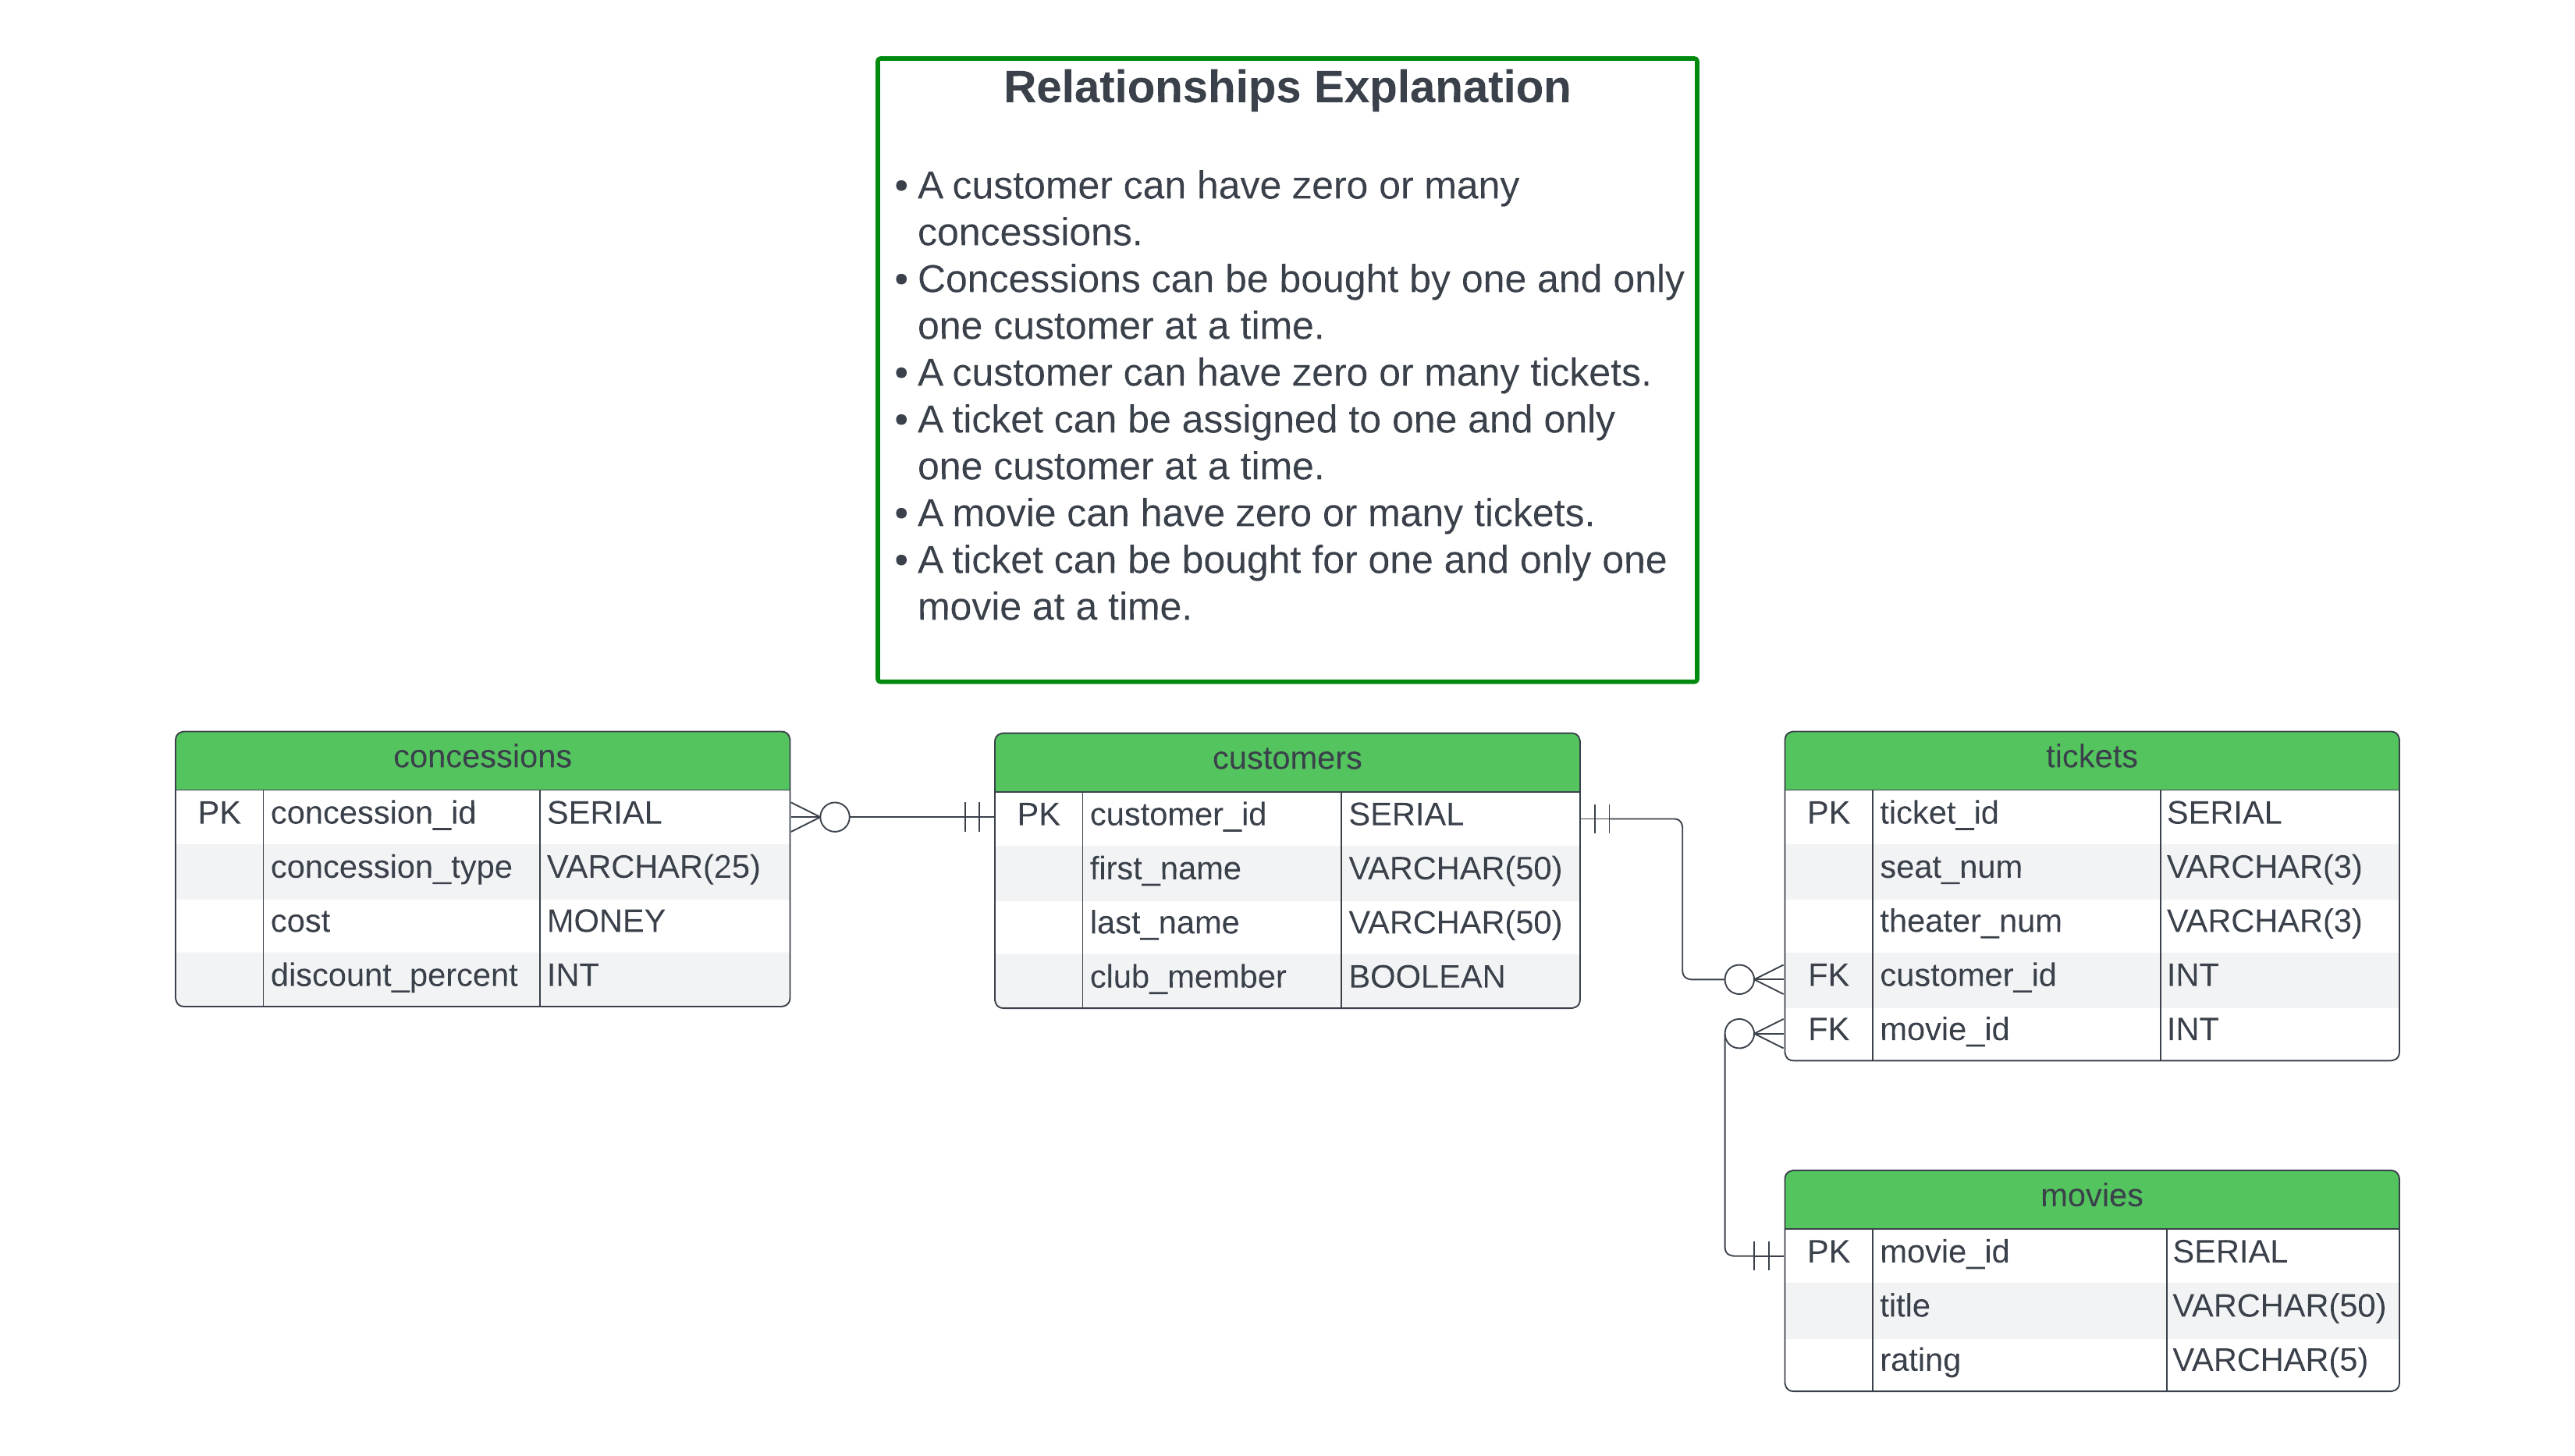 Relationships Explanation
• A customer can have zero or many
concessions.
• Concessions can be bought by one and only
one customer at a time.
• A customer can have zero or many tickets.
• A ticket can be assigned to one and only
one customer at a time.
• A movie can have zero or many tickets.
• A ticket can be bought for one and only one
movie at a time.
concessions
PK concession_id SERIAL
concession_type VARCHAR(25)
cost MONEY
discount_percent INT
customers
PK customer_id SERIAL
first_name VARCHAR(50)
last_name VARCHAR(50)
club_member BOOLEAN
tickets
PK ticket_id SERIAL
seat_num VARCHAR(3)
theater_num VARCHAR(3)
FK customer_id INT
FK movie_id INT
movies
PK movie_id SERIAL
title VARCHAR(50)
rating VARCHAR(5)